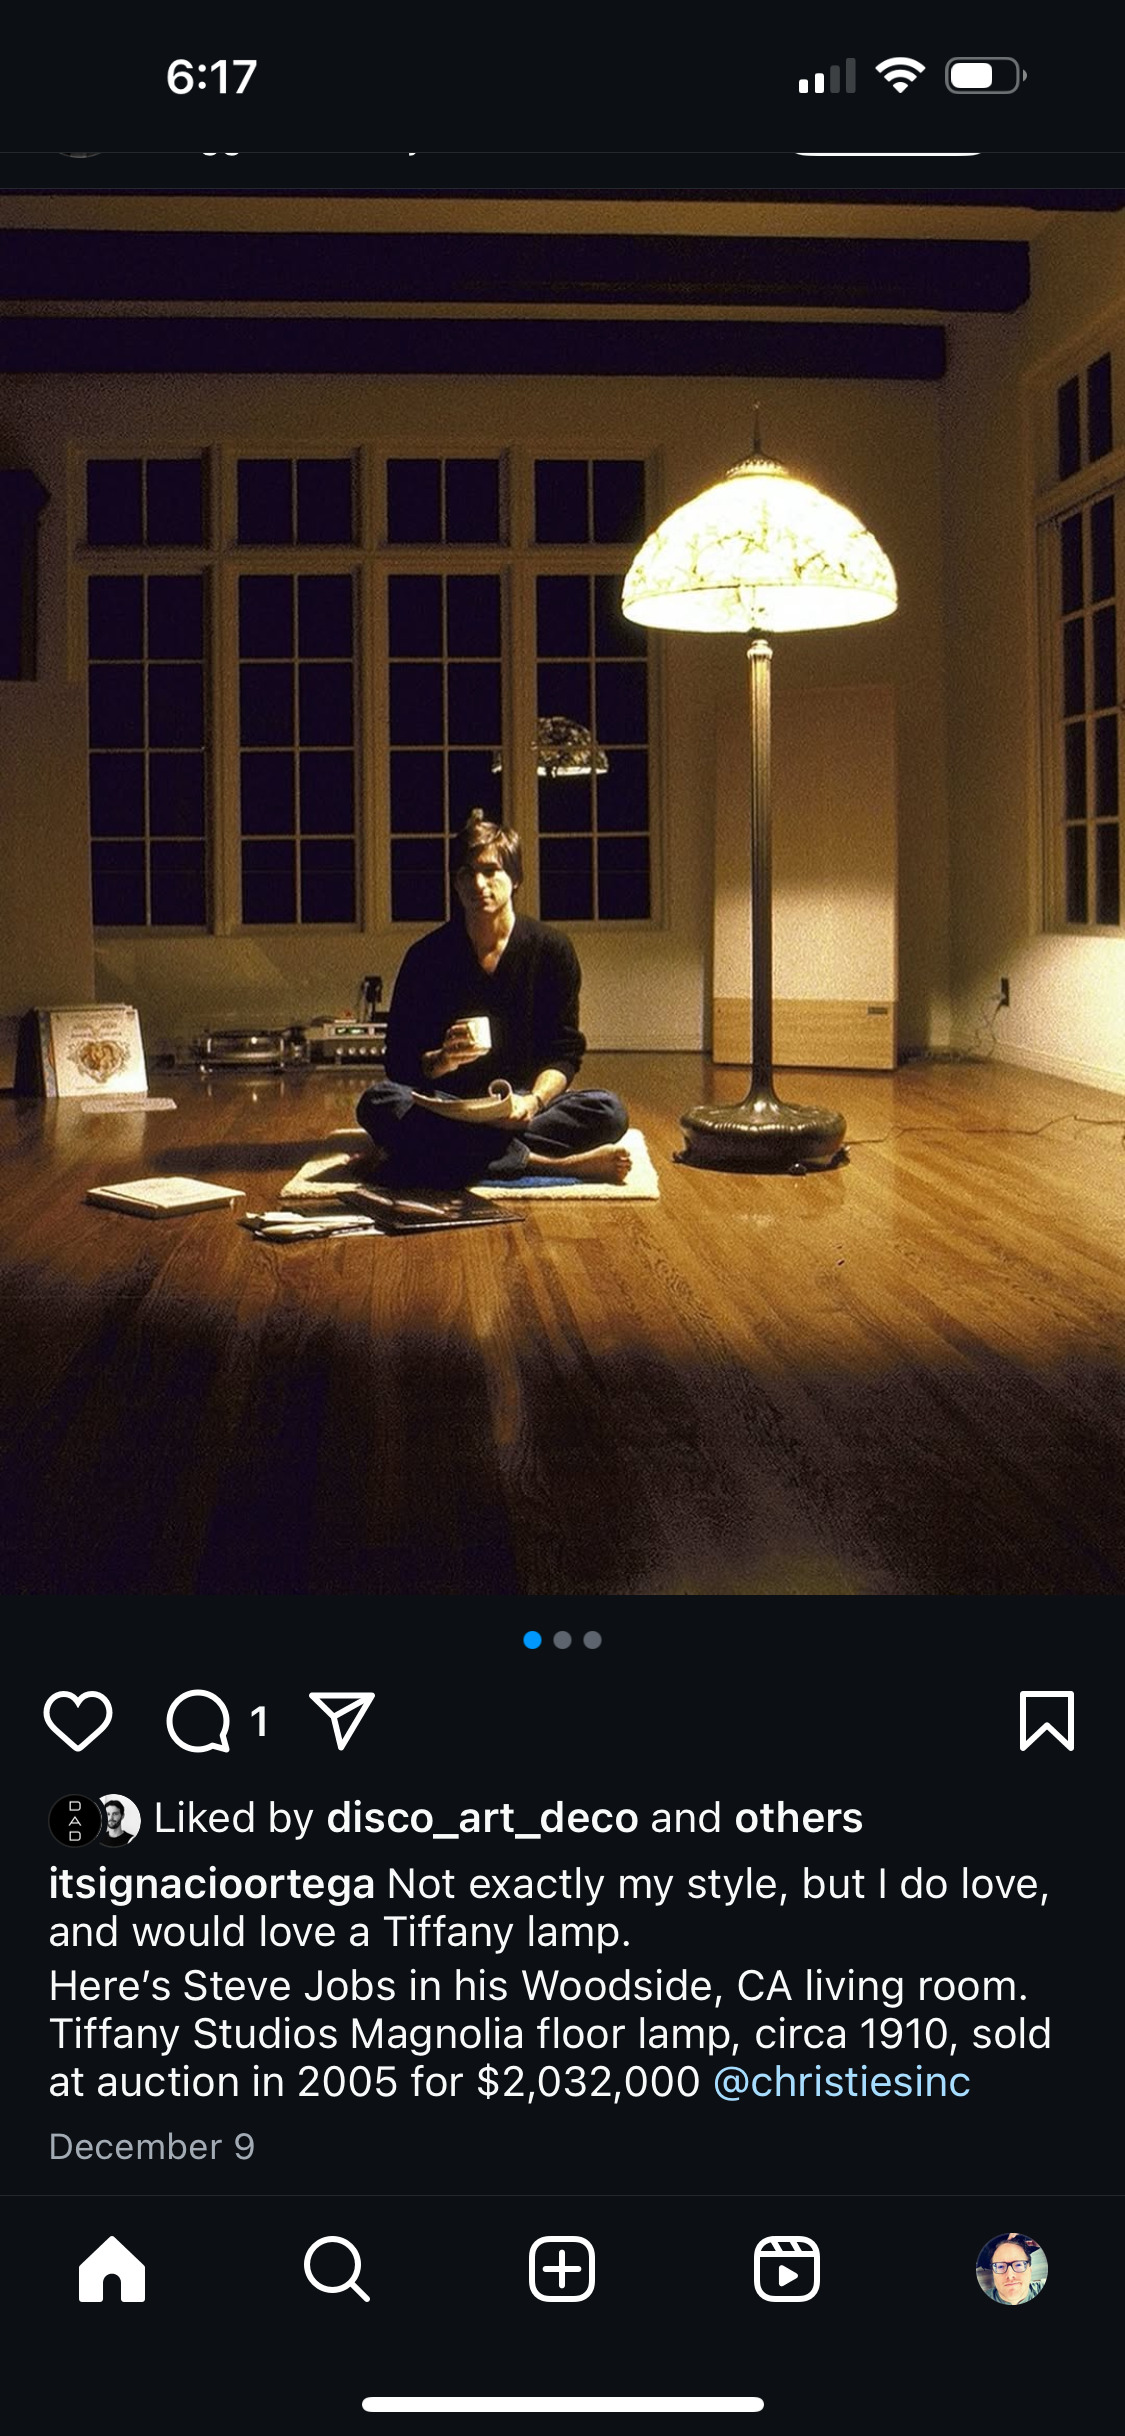 6:17
1
DAD
Liked by disco_art_deco and others
itsignacioortega Not exactly my style, but I do love,
and would love a Tiffany lamp.
Here’s Steve Jobs in his Woodside, CA living room.
Tiffany Studios Magnolia floor lamp, circa 1910, sold
at auction in 2005 for $2,032,000 @christiesinc
December 9